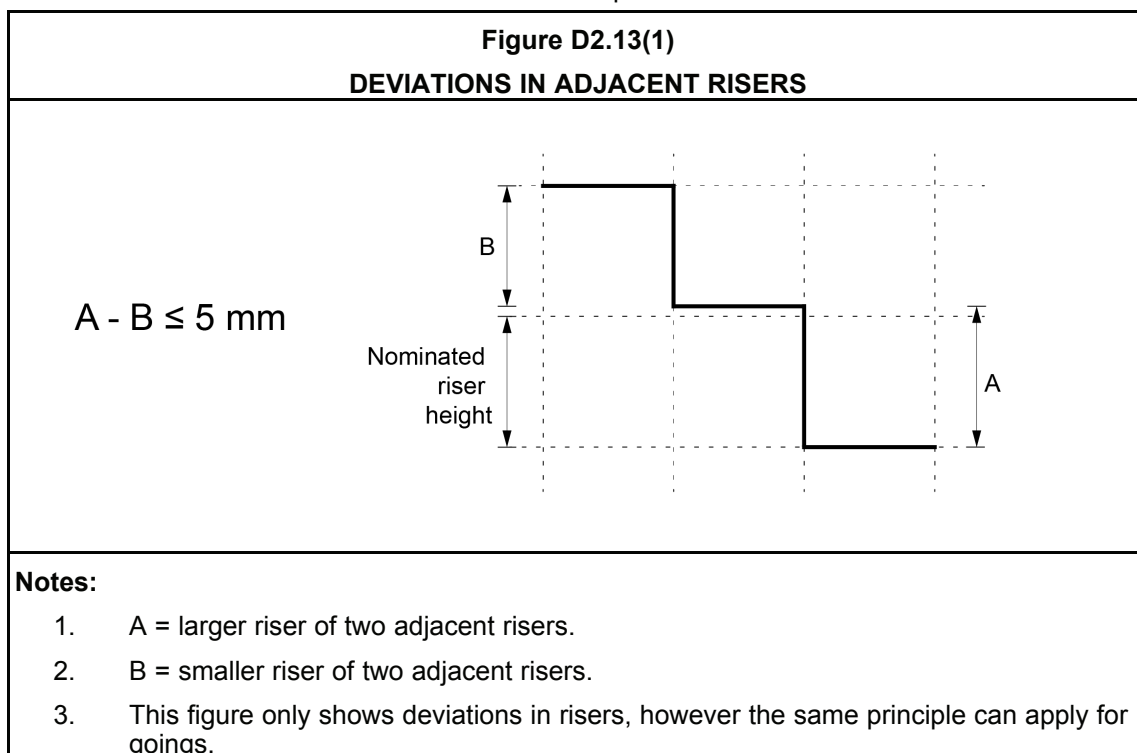 Figure D2.13(1)
DEVIATIONS IN ADJACENT RISERS
A - B ≤ 5 mm
B
Nominated
riser
height
A
Notes:
1. A = larger riser of two adjacent risers.
2. B = smaller riser of two adjacent risers.
3. This figure only shows deviations in risers, however the same principle can apply for
goings.